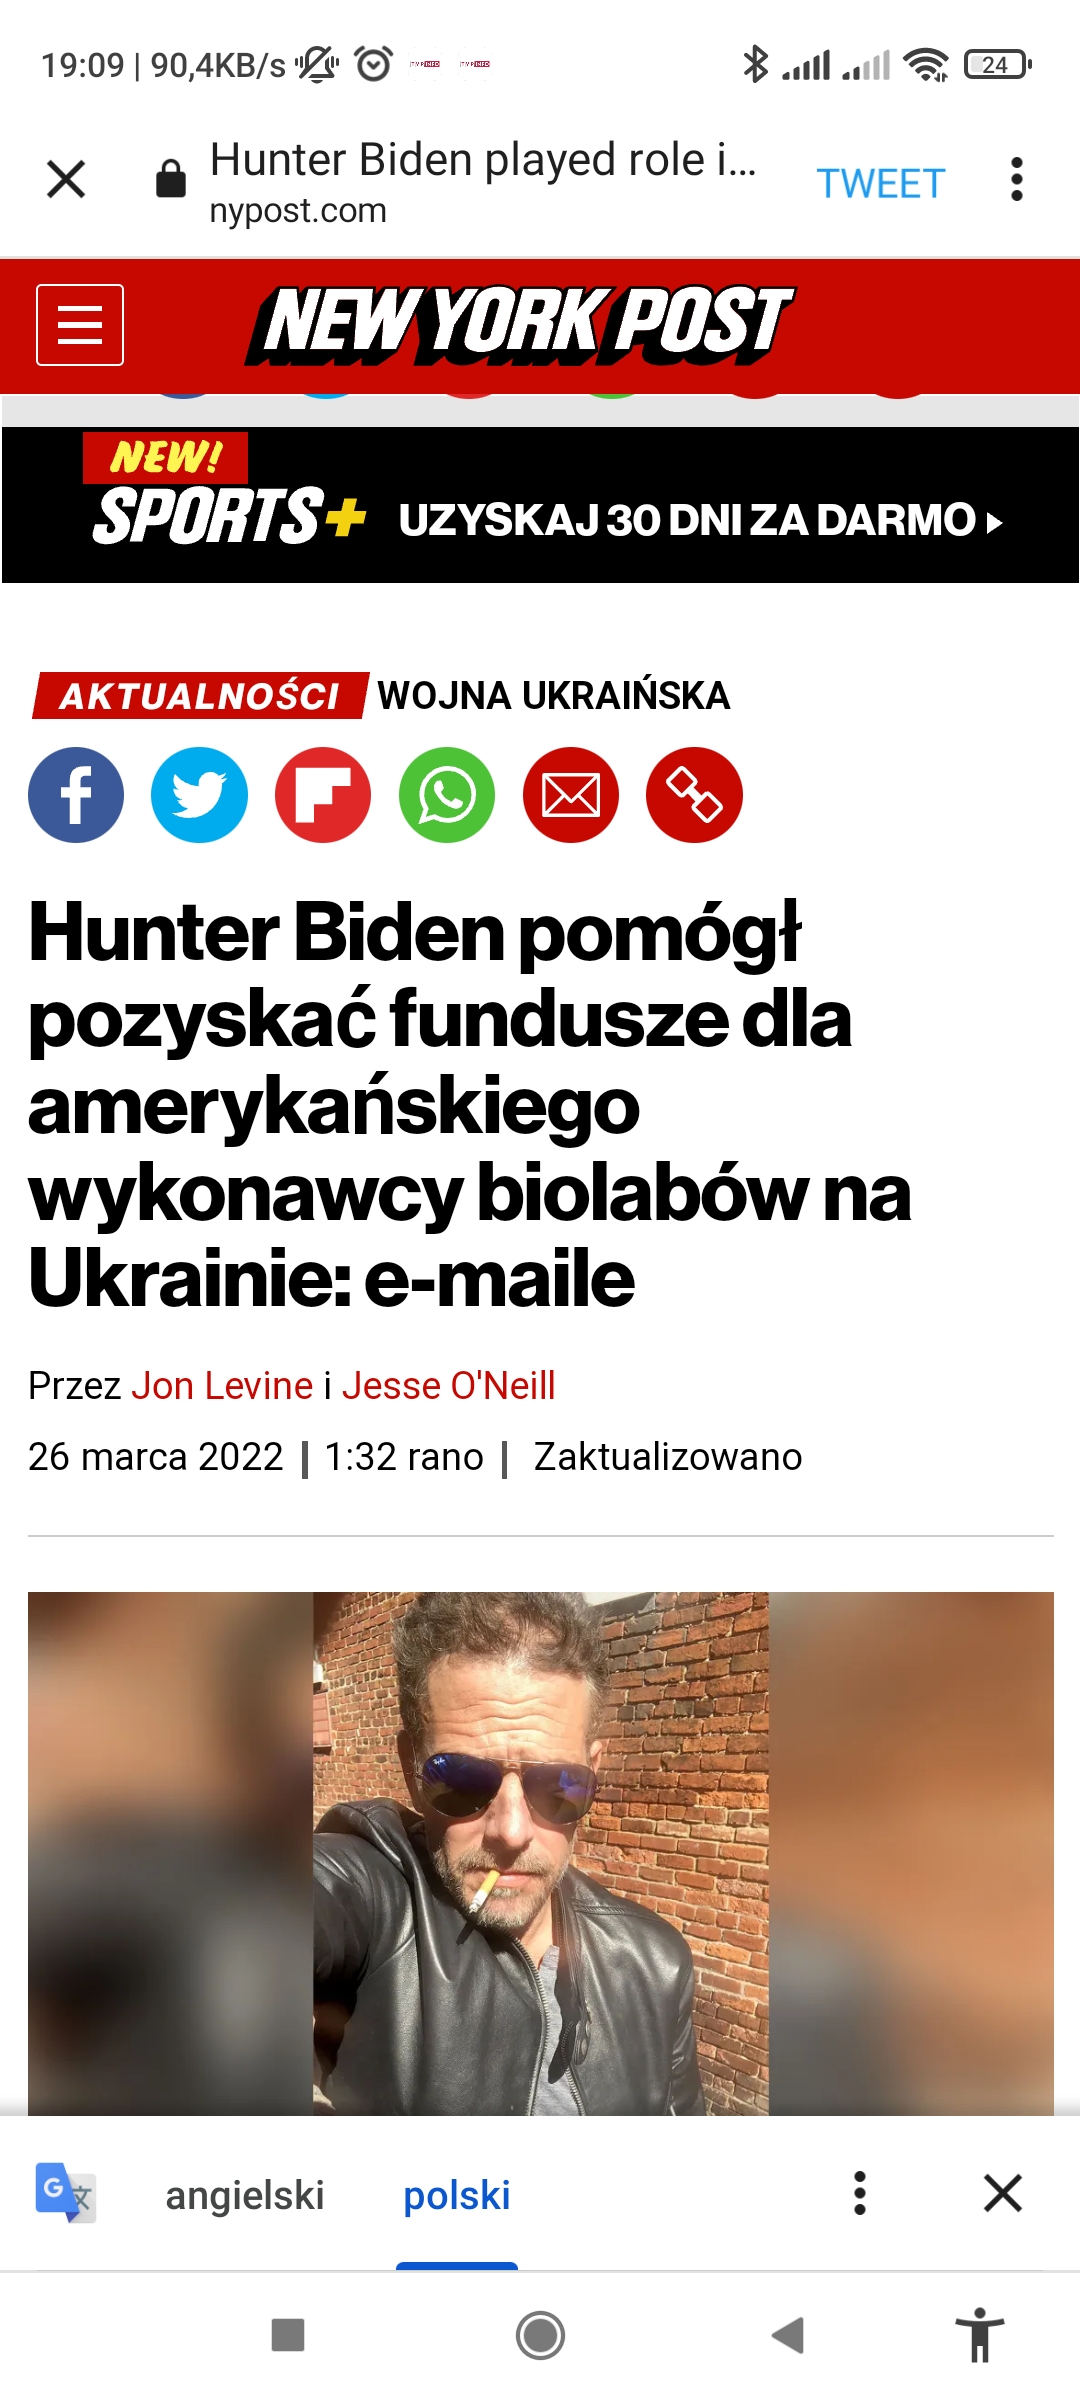 19:09 | 90,4KB/s
24
Hunter Biden played role i...
nypost.com
TWEET
NEW YORK POST
NEW!
SPORTS+ UZYSKAJ 30 DNI ZA DARMO
AKTUALNOŚCI WOJNA UKRAIŃSKA
Hunter Biden pomógł
pozyskać fundusze dla
amerykańskiego
wykonawcy biolabów na
Ukrainie: e-maile
Przez Jon Levine i Jesse O'Neill
26 marca 2022 | 1:32 rano | Zaktualizowano
angielski polski